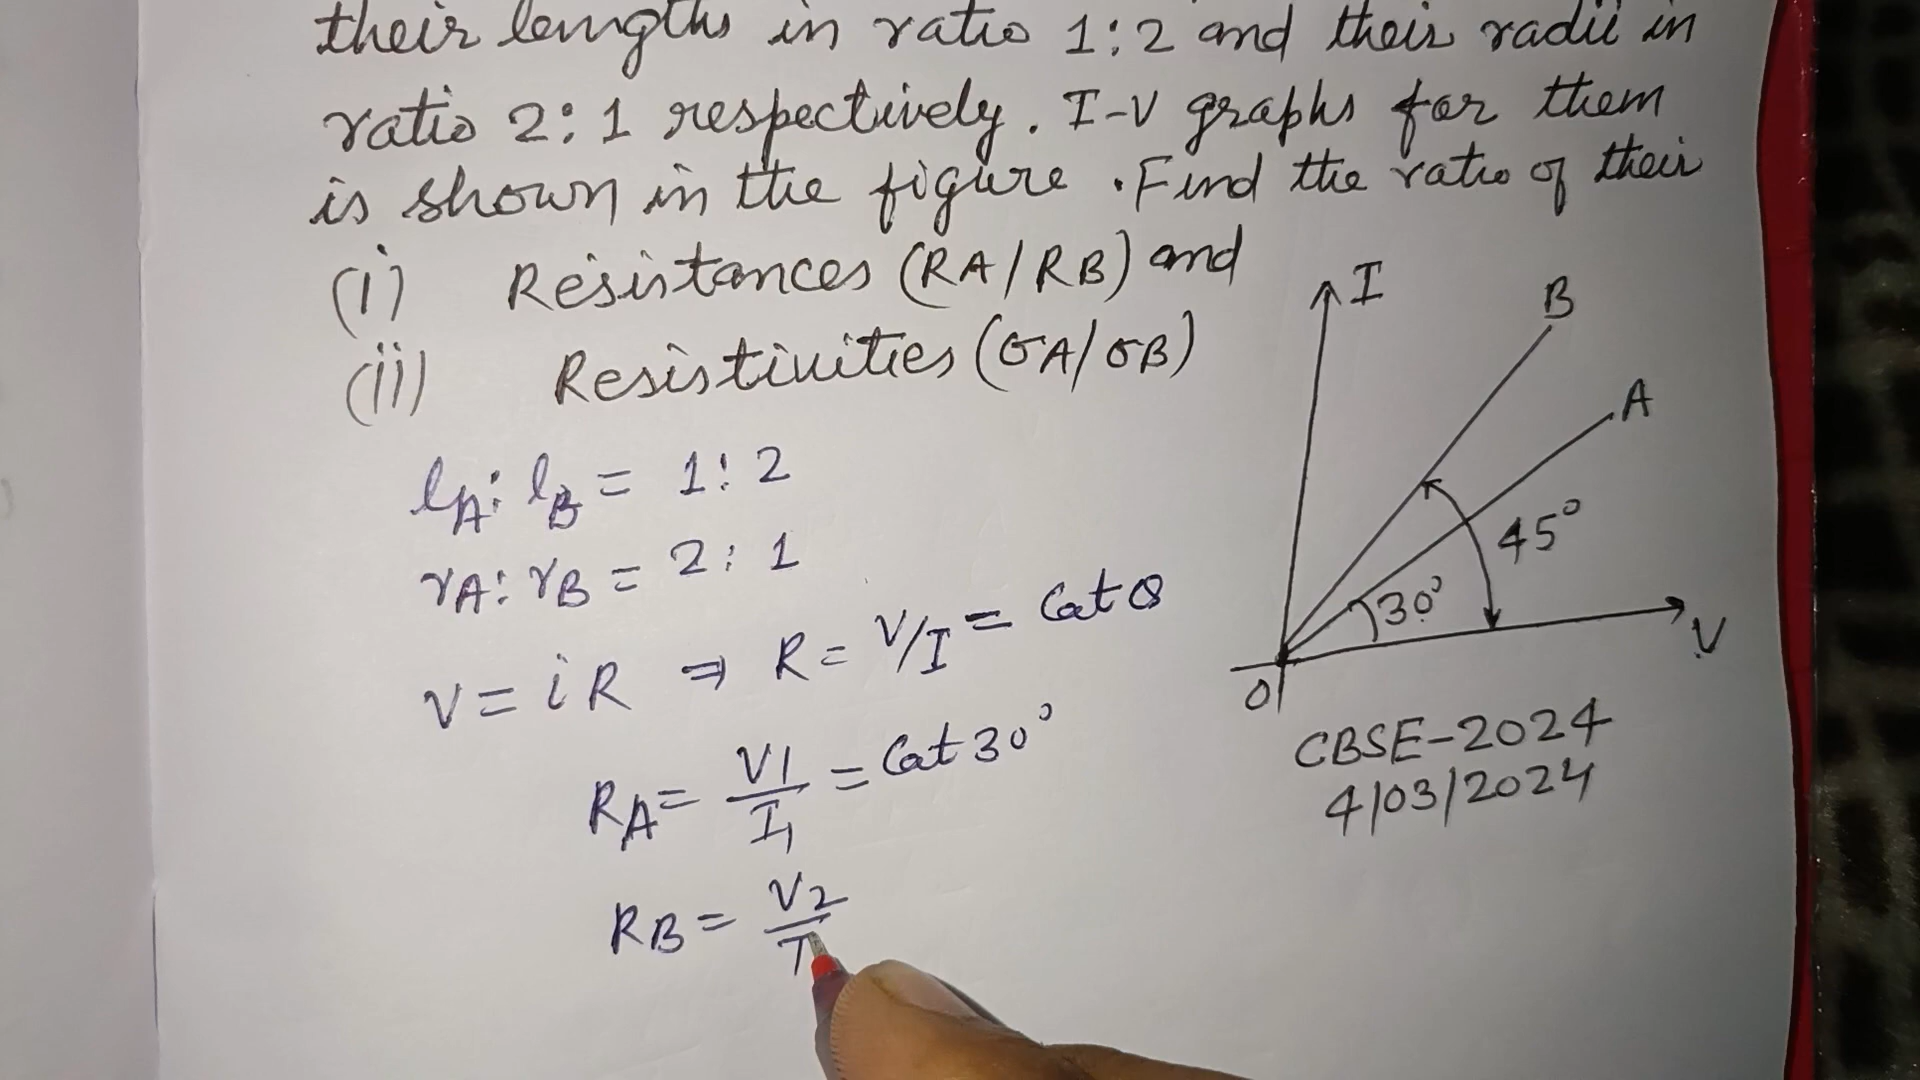 their lengths in ratio 1:2 and their radii in
ratio 2:1 respectively. I-V graphs for them
is shown in the figure. Find the ratio of their
(i) Resistances (RA/RB) and
(ii) Resistivities (σA/σB)
I
B
A
45°
30°
V
O
lA: lB = 1:2
rA: rB = 2:1
V = iR ⇒ R = V/I = Cot θ
RA = V1/I1 = Cot 30°
RB = V2/I
CBSE-2024
4/03/2024